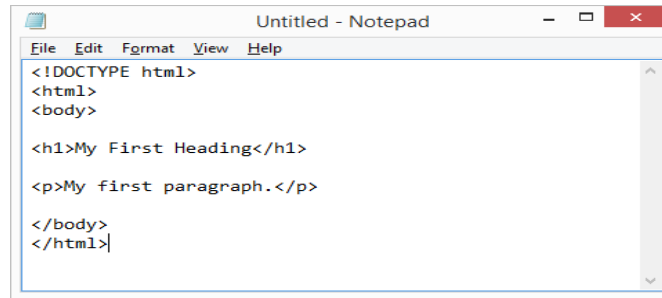 Untitled - Notepad
File Edit Format View Help
<!DOCTYPE html>
<html>
<body>
<h1>My First Heading</h1>
<p>My first paragraph.</p>
</body>
</html>